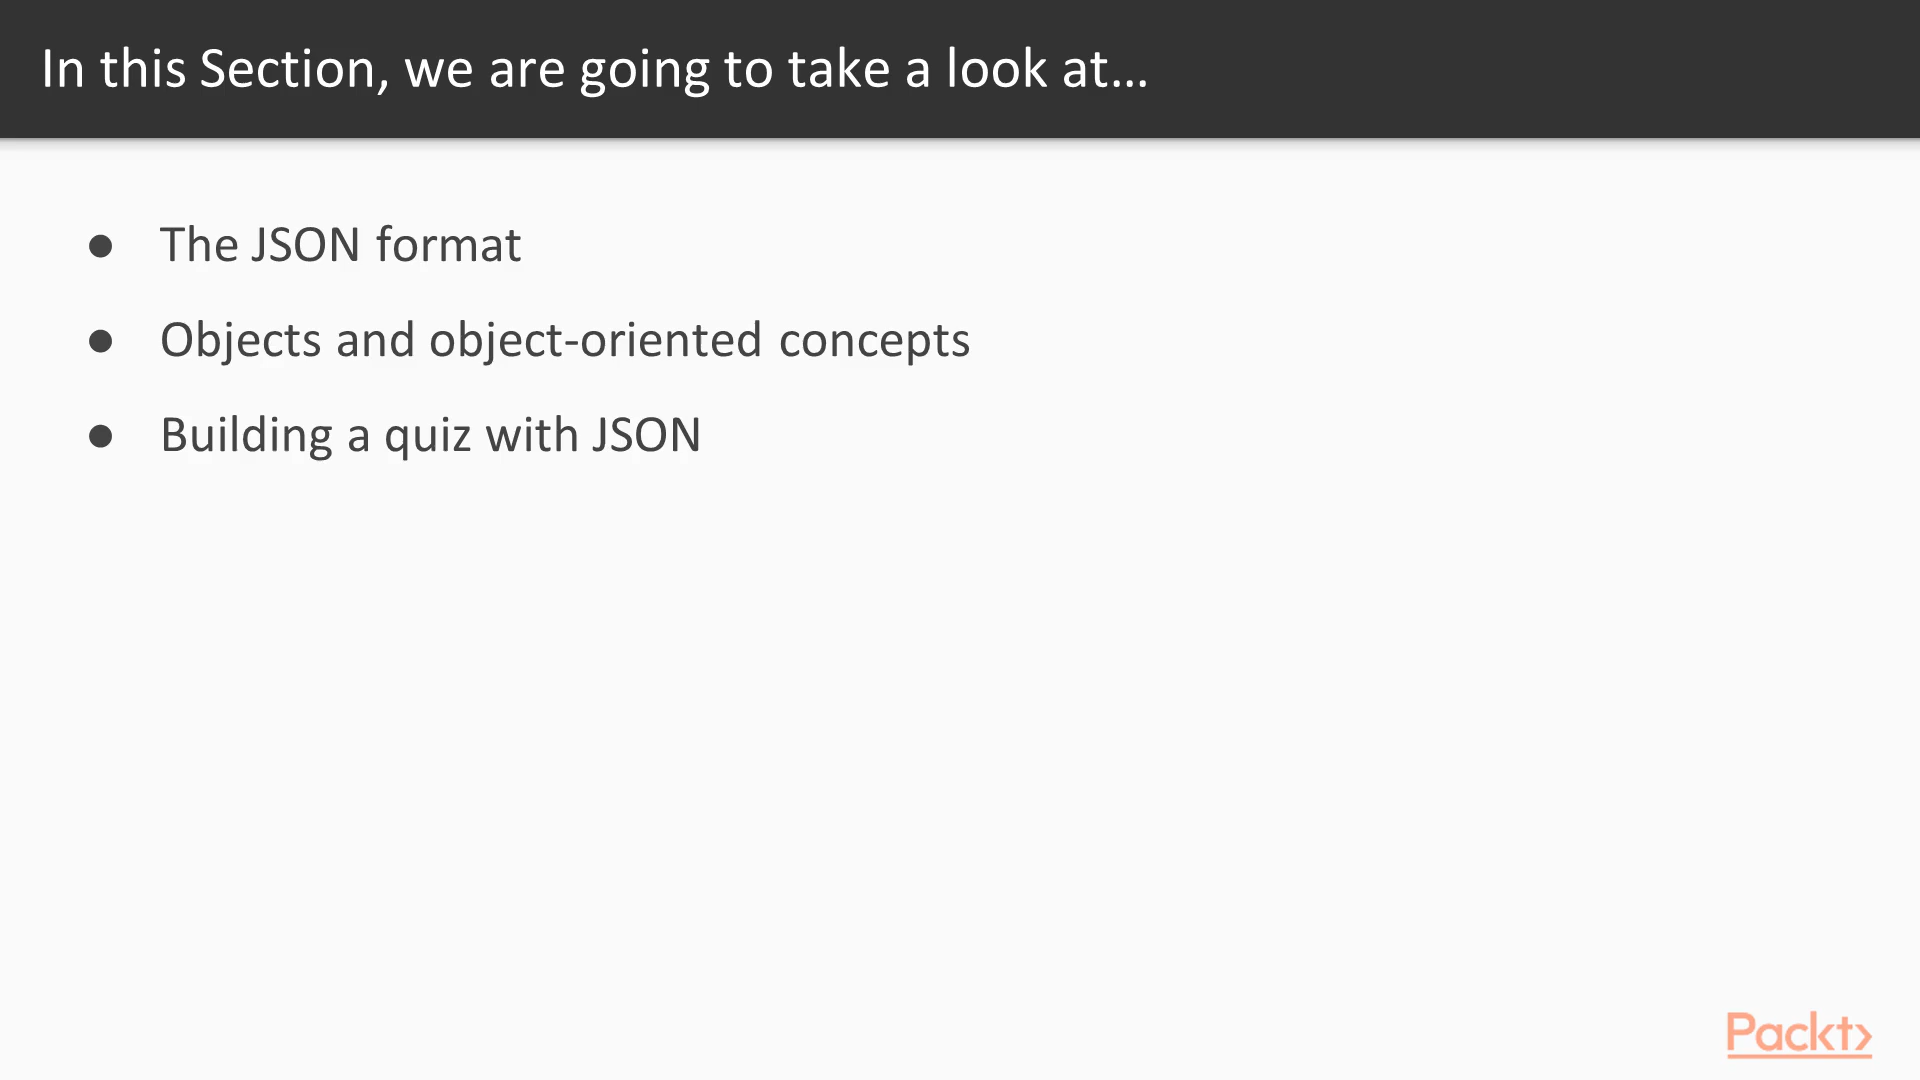 In this Section, we are going to take a look at...
● The JSON format
● Objects and object-oriented concepts
● Building a quiz with JSON
Packt>